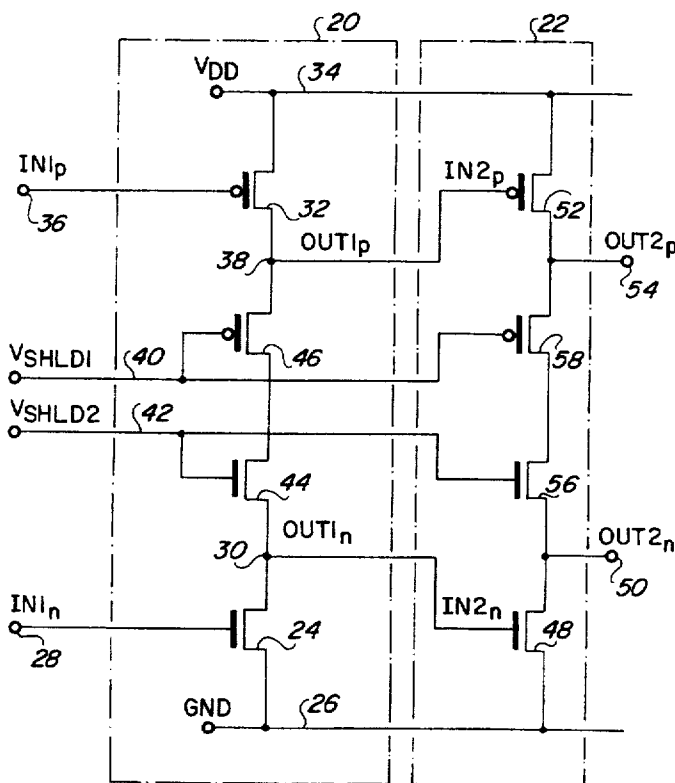 20 22
VDD 34
IN1p IN2p
36 32 52
OUT1p OUT2p
38 54
VSHLD1 40 46 58
VSHLD2 42
44 56
OUT1n OUT2n
30 50
IN1n IN2n
28 24 48
GND 26